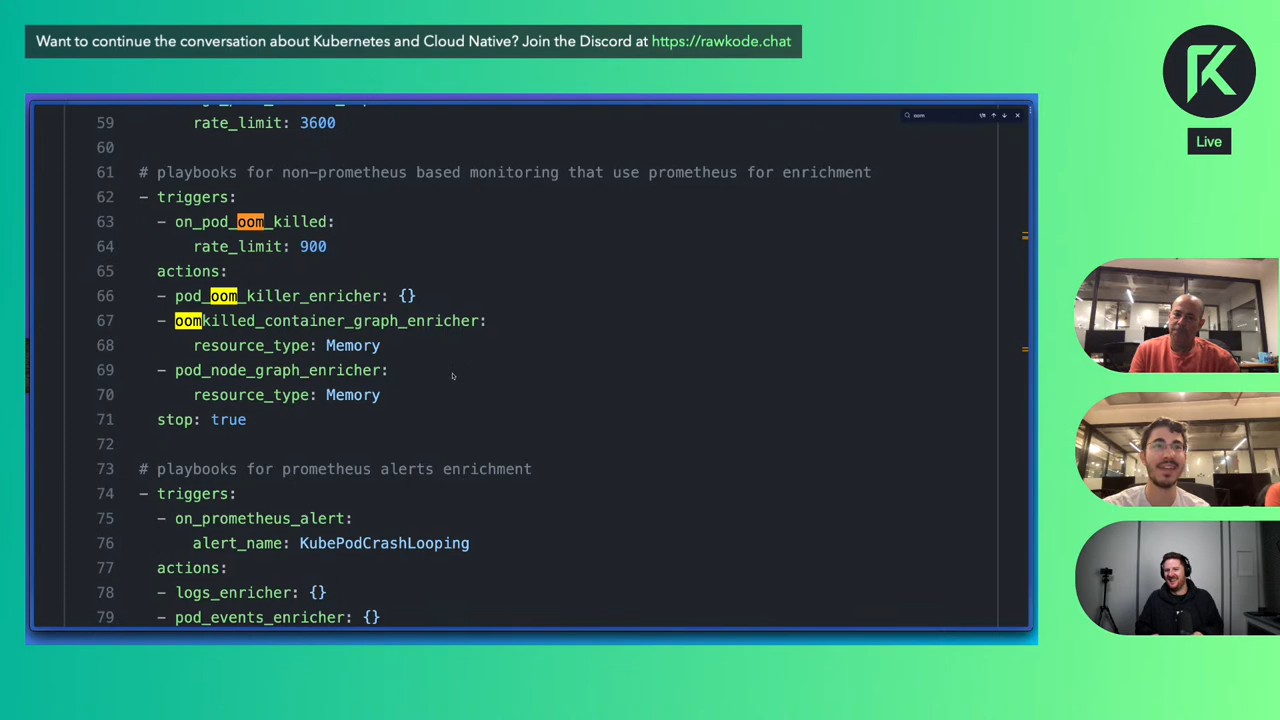 Want to continue the conversation about Kubernetes and Cloud Native? Join the Discord at https://rawkode.chat
Live
oom
59 rate_limit: 3600
60
61 # playbooks for non-prometheus based monitoring that use prometheus for enrichment
62 - triggers:
63 - on_pod_oom_killed:
64 rate_limit: 900
65 actions:
66 - pod_oom_killer_enricher: {}
67 - oomkilled_container_graph_enricher:
68 resource_type: Memory
69 - pod_node_graph_enricher:
70 resource_type: Memory
71 stop: true
72
73 # playbooks for prometheus alerts enrichment
74 - triggers:
75 - on_prometheus_alert:
76 alert_name: KubePodCrashLooping
77 actions:
78 - logs_enricher: {}
79 - pod_events_enricher: {}